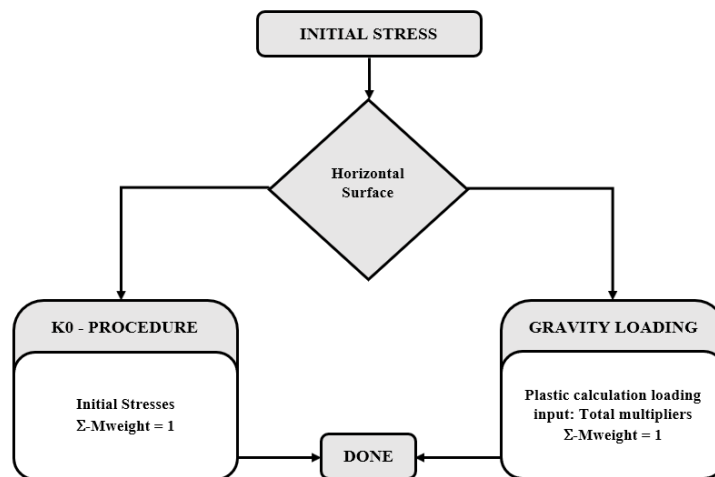 INITIAL STRESS
Horizontal
Surface
K0 - PROCEDURE
Initial Stresses
Σ-Mweight = 1
GRAVITY LOADING
Plastic calculation loading
input: Total multipliers
Σ-Mweight = 1
DONE